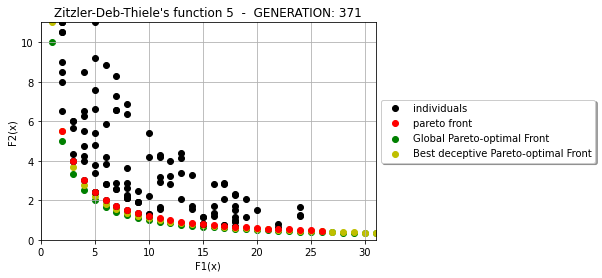 Zitzler-Deb-Thiele's function 5 - GENERATION: 371
F2(x)
10
8
6
4
2
0
0 5 10 15 20 25 30
F1(x)
individuals
pareto front
Global Pareto-optimal Front
Best deceptive Pareto-optimal Front